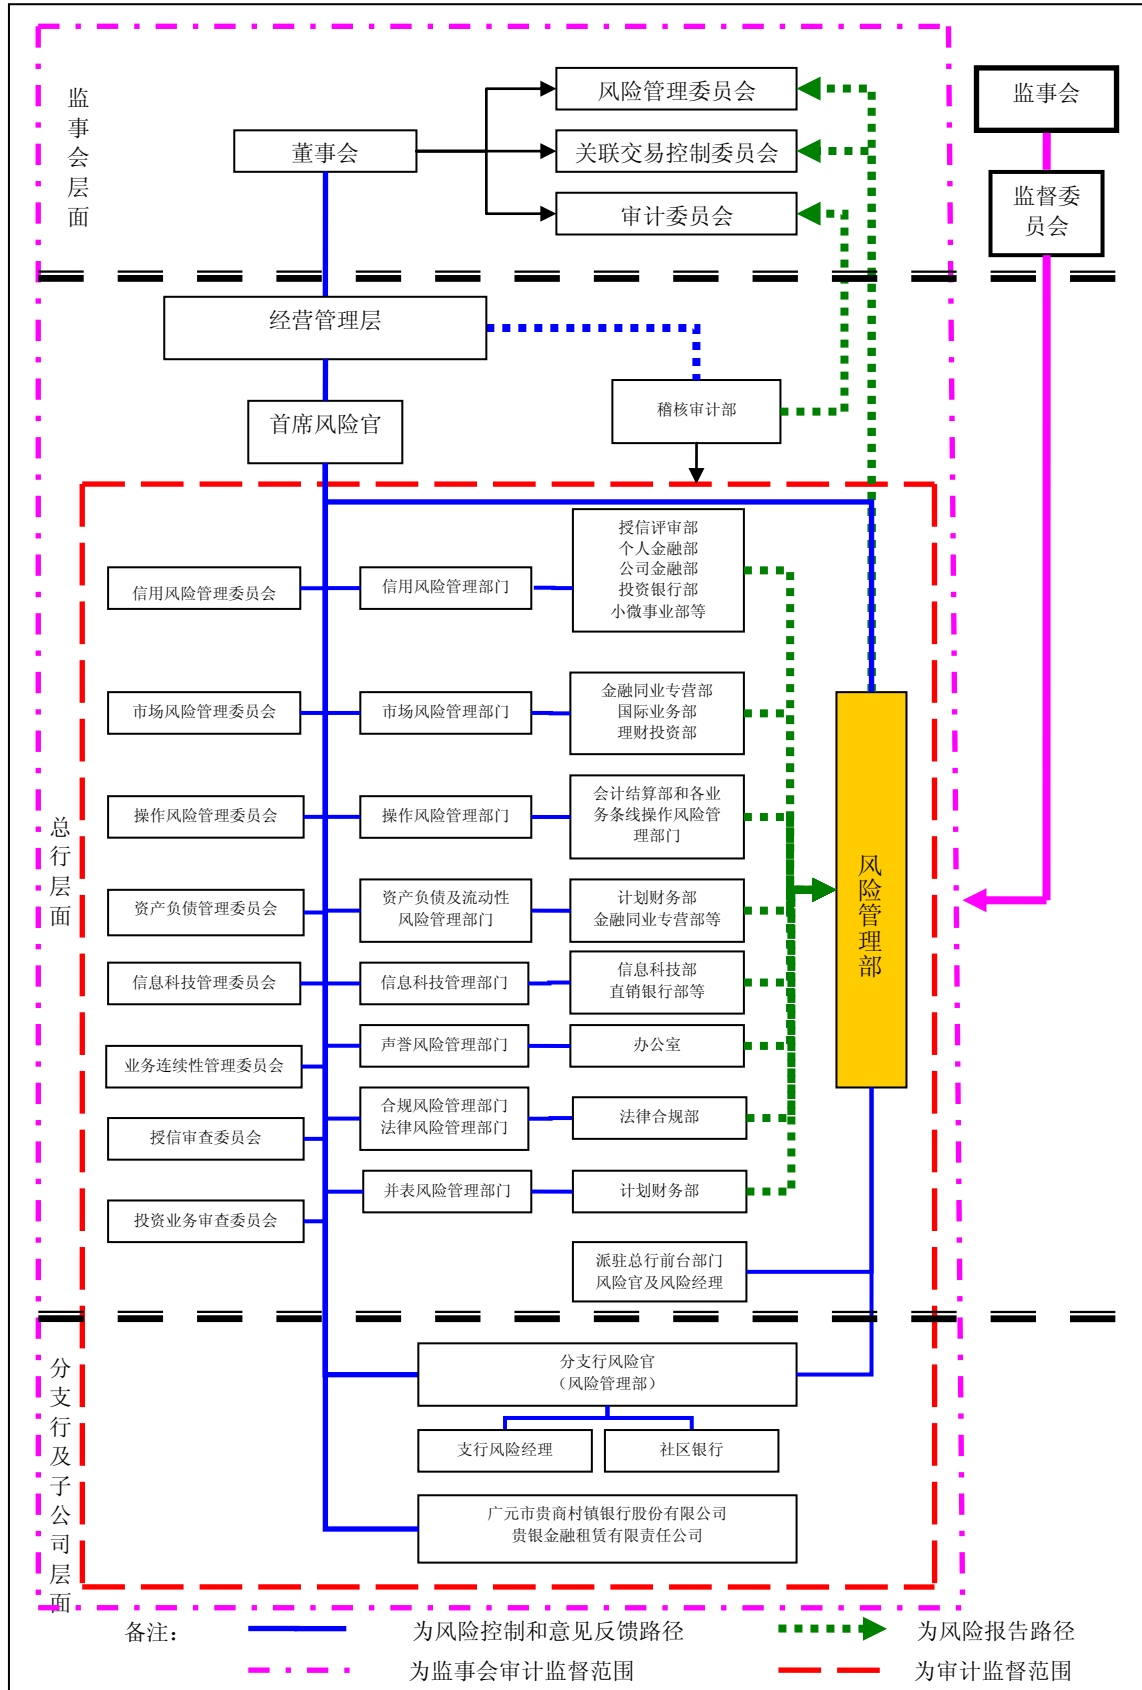 监事会层面
风险管理委员会
监事会
董事会
关联交易控制委员会
审计委员会
监督委
员会
总行层面
经营管理层
首席风险官
稽核审计部
信用风险管理委员会
信用风险管理部门
授信评审部
个人金融部
公司金融部
投资银行部
小微事业部等
市场风险管理委员会
市场风险管理部门
金融同业专营部
国际业务部
理财投资部
操作风险管理委员会
操作风险管理部门
会计结算部和各业
务条线操作风险管
理部门
风险管理部
资产负债管理委员会
资产负债及流动性
风险管理部门
计划财务部
金融同业专营部等
信息科技管理委员会
信息科技管理部门
信息科技部
直销银行部等
业务连续性管理委员会
声誉风险管理部门
办公室
授信审查委员会
合规风险管理部门
法律风险管理部门
法律合规部
投资业务审查委员会
并表风险管理部门
计划财务部
派驻总行前台部门
风险官及风险经理
分支行及子公司层面
分支行风险官
（风险管理部）
支行风险经理
社区银行
广元市贵商村镇银行股份有限公司
贵银金融租赁有限责任公司
备注：
为风险控制和意见反馈路径
为风险报告路径
为监事会审计监督范围
为审计监督范围